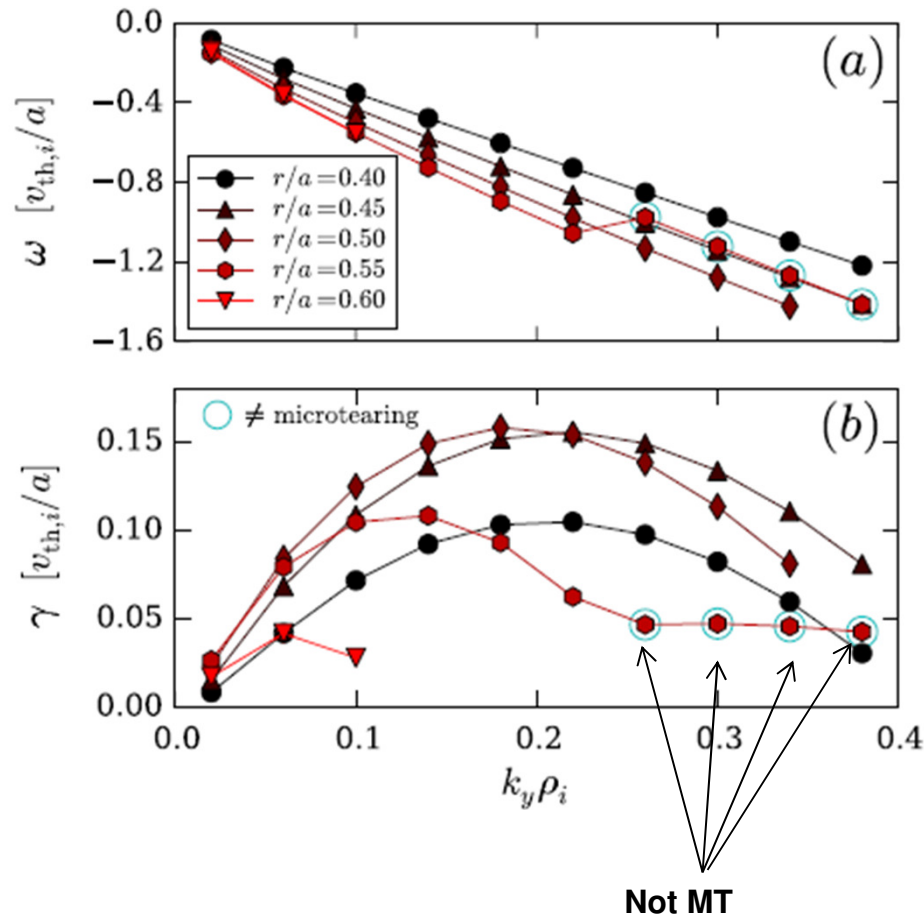 (a)
0.0
−0.4
−0.8
−1.2
−1.6
ω [v_th,i/a]
r/a=0.40
r/a=0.45
r/a=0.50
r/a=0.55
r/a=0.60
(b)
≠ microtearing
0.15
0.10
0.05
0.00
γ [v_th,i/a]
0.0 0.1 0.2 0.3 0.4
k_yρ_i
Not MT